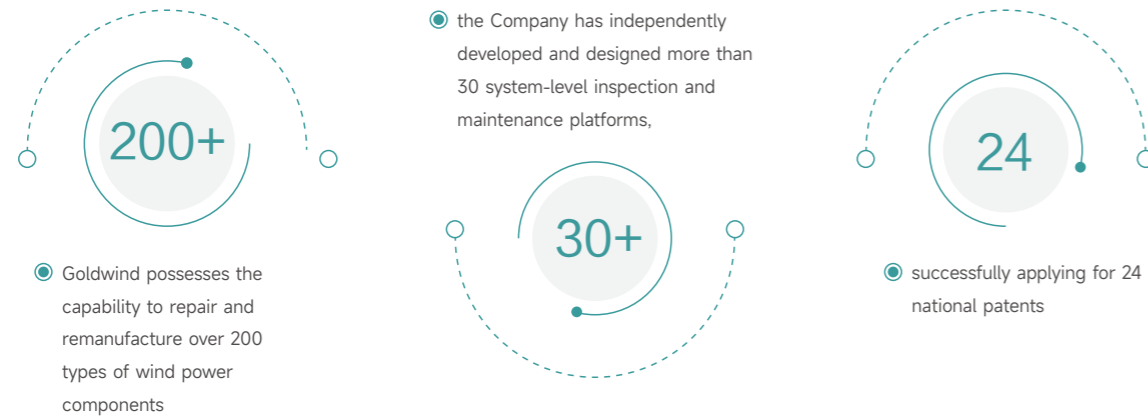 200+
Goldwind possesses the
capability to repair and
remanufacture over 200
types of wind power
components
the Company has independently
developed and designed more than
30 system-level inspection and
maintenance platforms,
30+
24
successfully applying for 24
national patents